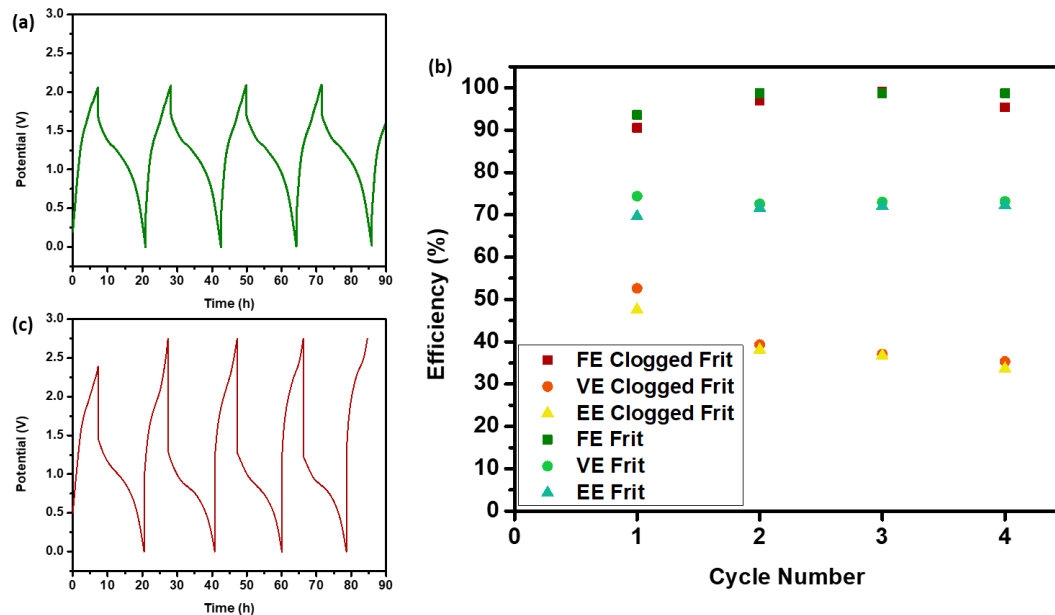 (a)
3.0
2.5
2.0
1.5
1.0
0.5
0.0
Potential (V)
0 10 20 30 40 50 60 70 80 90
Time (h)
(b)
100
90
80
70
60
50
40
30
20
10
0
Efficiency (%)
FE Clogged Frit
VE Clogged Frit
EE Clogged Frit
FE Frit
VE Frit
EE Frit
0 1 2 3 4
Cycle Number
(c)
3.0
2.5
2.0
1.5
1.0
0.5
0.0
Potential (V)
0 10 20 30 40 50 60 70 80 90
Time (h)